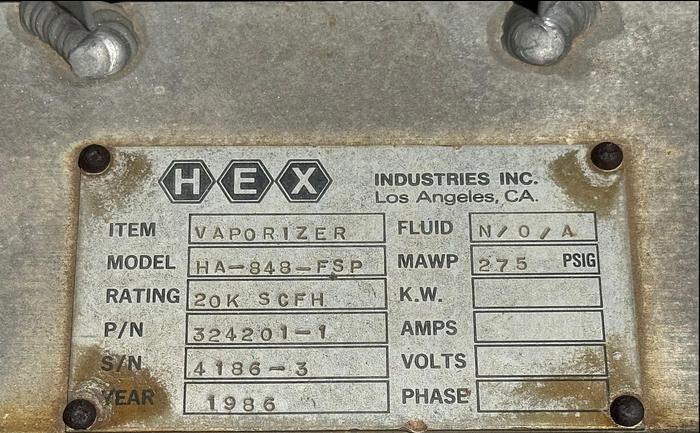 HEX INDUSTRIES INC.
Los Angeles, CA.
ITEM VAPORIZER FLUID N/O/A
MODEL HA-848-FSP MAWP 275 PSIG
RATING 20K SCFH K.W.
P/N 324201-1 AMPS
S/N 4186-3 VOLTS
YEAR 1986 PHASE